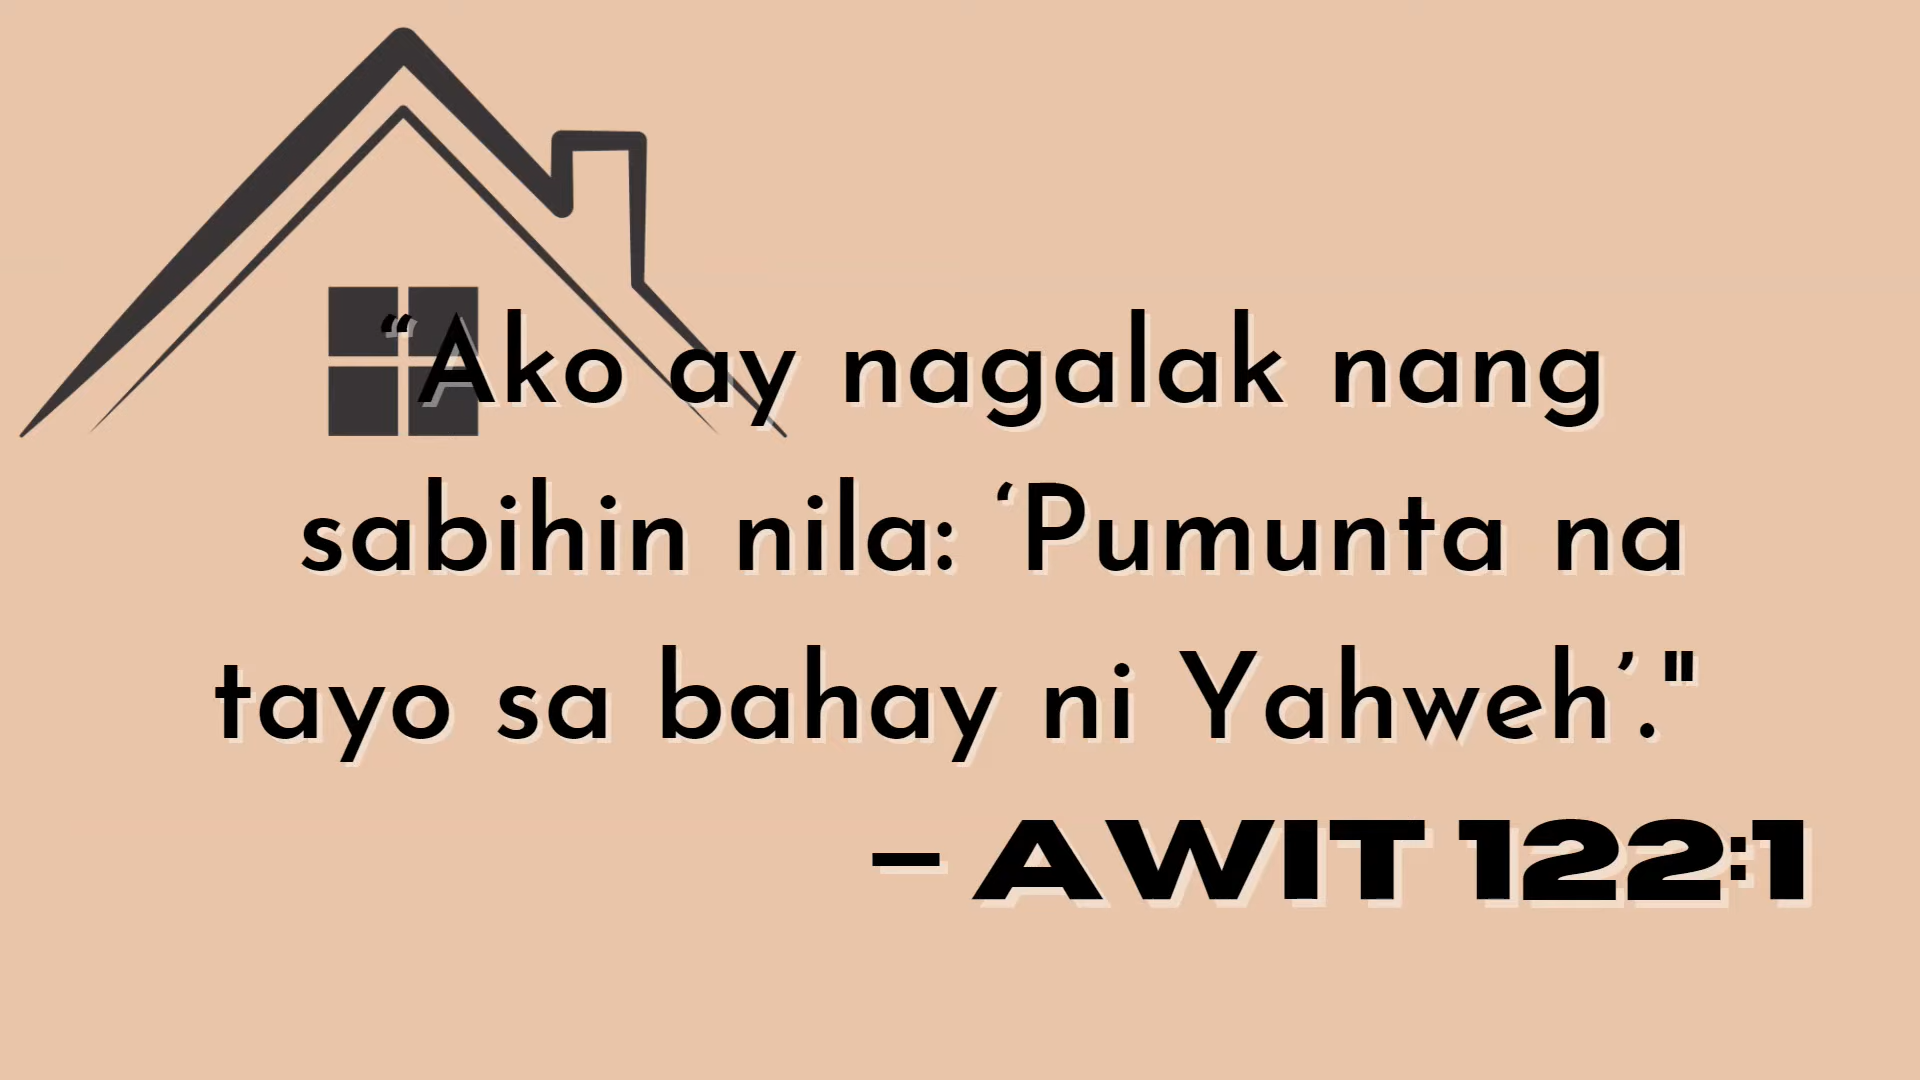 “Ako ay nagalak nang
sabihin nila: ‘Pumunta na
tayo sa bahay ni Yahweh’."
– AWIT 122:1